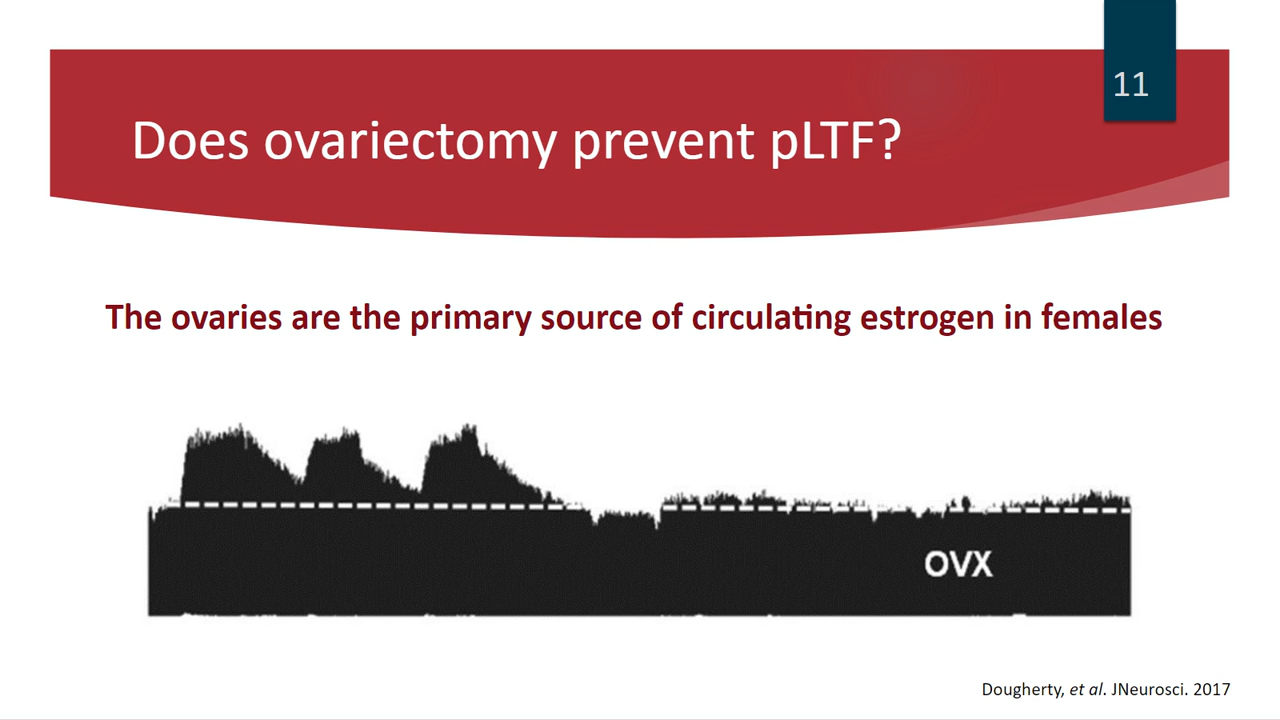 11
Does ovariectomy prevent pLTF?
The ovaries are the primary source of circulating estrogen in females
OVX
Dougherty, et al. JNeurosci. 2017